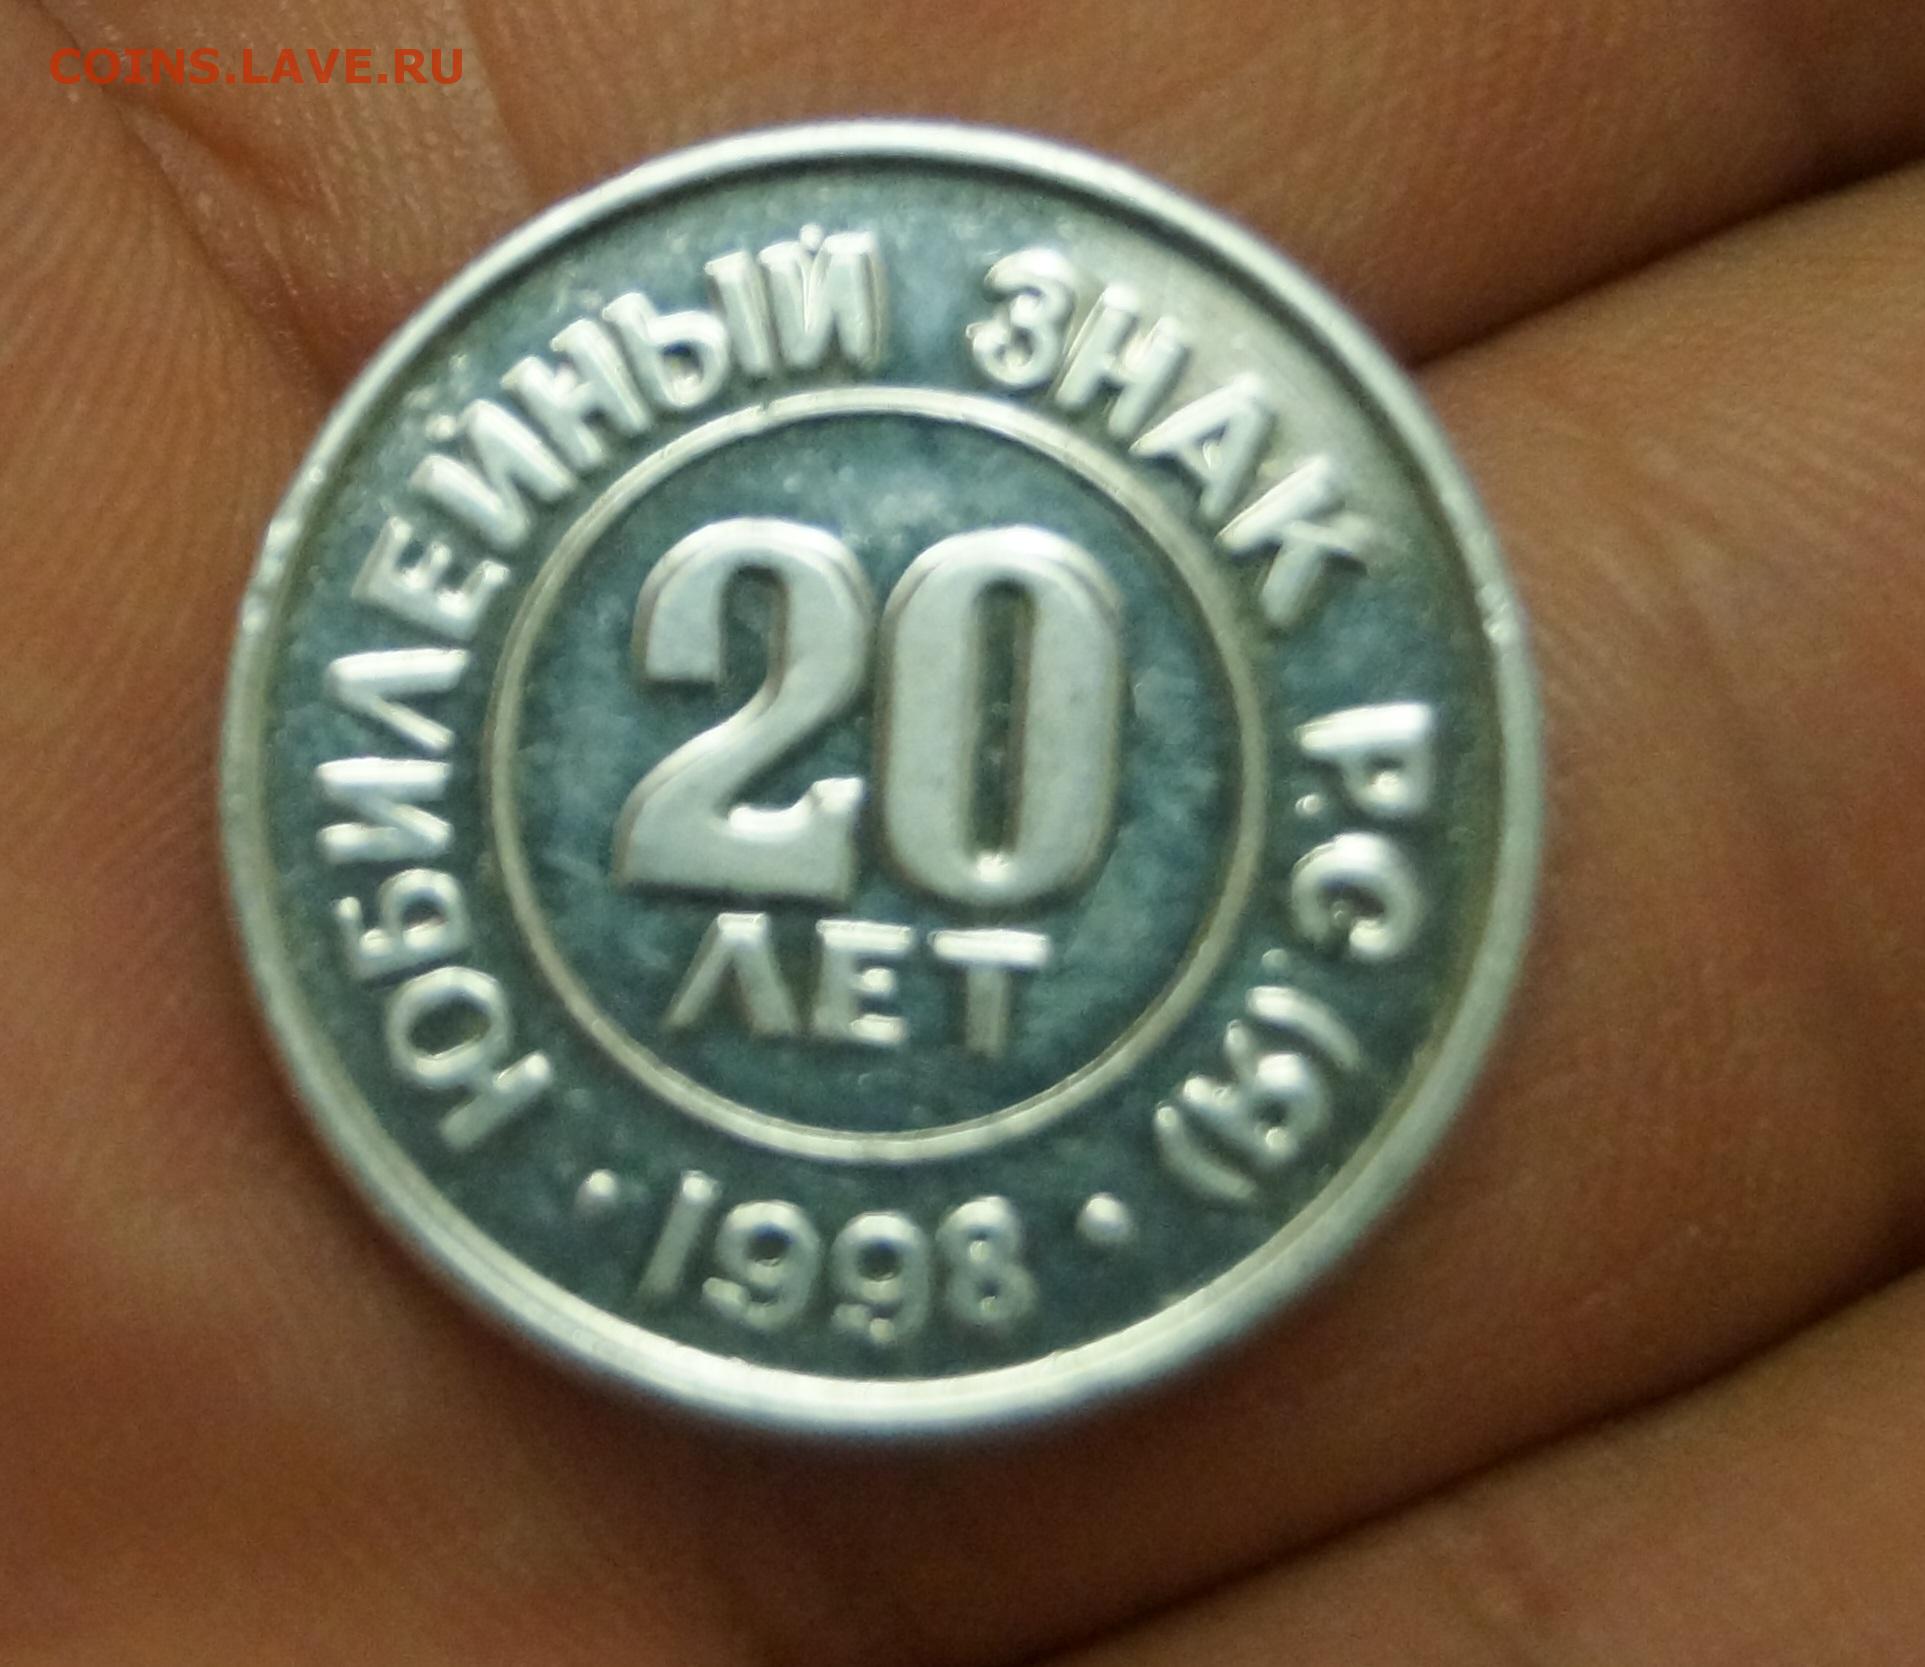 COINS.LAVE.RU
ЮБИЛЕЙНЫЙ ЗНАК Р.С.(Я)
20
ЛЕТ
· 1998 ·